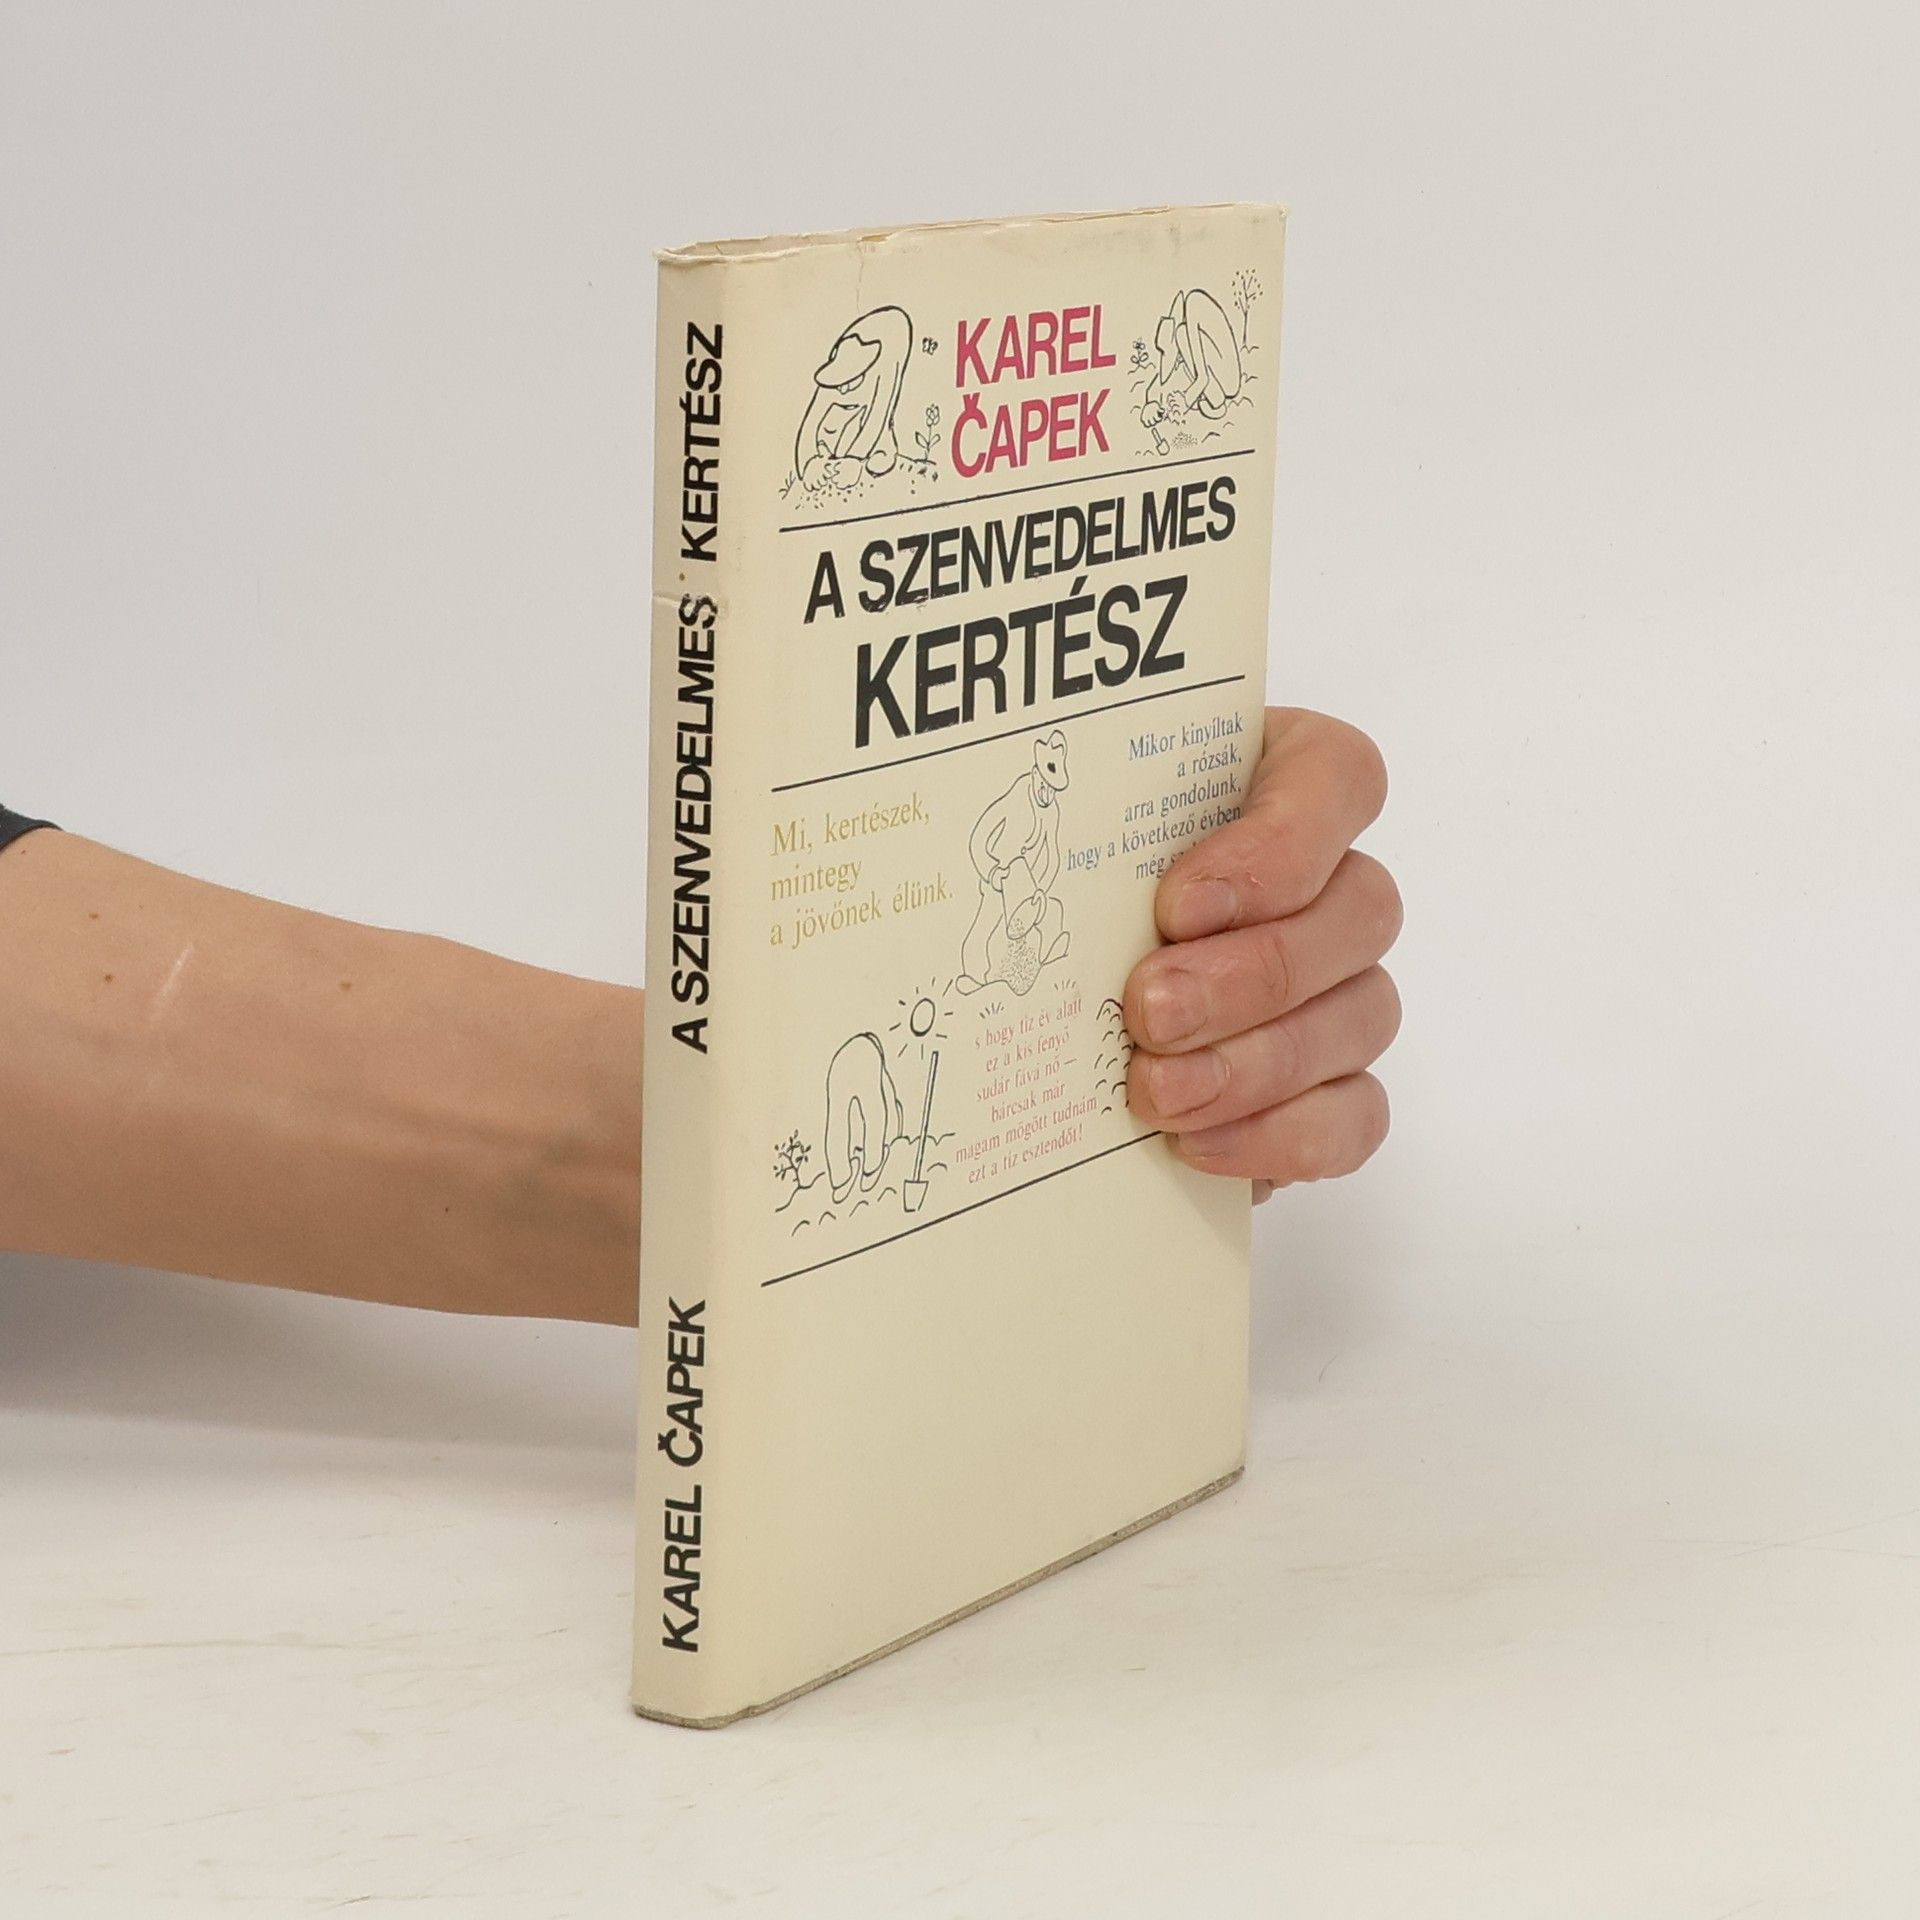 A SZENVEDELMES KERTÉSZ
KAREL ČAPEK
KAREL
ČAPEK
A SZENVEDELMES
KERTÉSZ
Mi, kertészek,
mintegy
a jövőnek élünk.
Mikor kinyíltak
a rózsák,
arra gondolunk,
hogy a következő évben
még
s hogy tíz év alatt
ez a kis fenyő
sudár fává nő —
bárcsak már
magam mögött tudnám
ezt a tíz esztendőt!